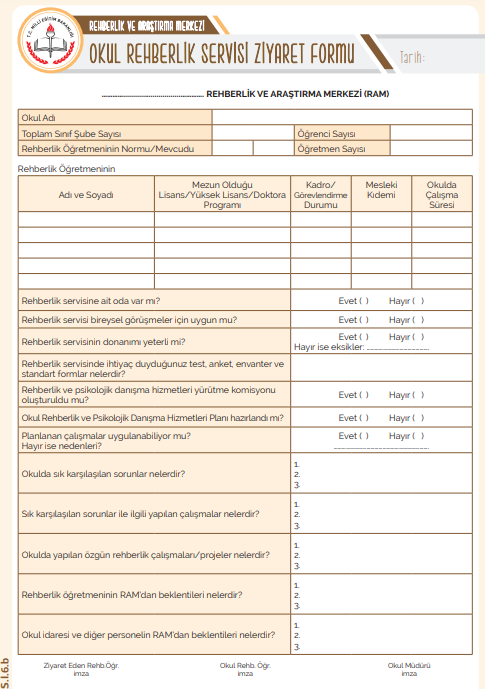 T.C. MİLLİ EĞİTİM BAKANLIĞI
REHBERLİK VE ARAŞTIRMA MERKEZİ
OKUL REHBERLİK SERVİSİ ZİYARET FORMU
Tarih:
................................................ REHBERLİK VE ARAŞTIRMA MERKEZİ (RAM)
Okul Adı
Toplam Sınıf Şube Sayısı Öğrenci Sayısı
Rehberlik Öğretmeninin Normu/Mevcudu Öğretmen Sayısı
Rehberlik Öğretmeninin
Adı ve Soyadı
Mezun Olduğu
Lisans/Yüksek Lisans/Doktora
Programı
Kadro/
Görevlendirme
Durumu
Mesleki
Kıdemi
Okulda
Çalışma
Süresi
Rehberlik servisine ait oda var mı? Evet ( ) Hayır ( )
Rehberlik servisi bireysel görüşmeler için uygun mu? Evet ( ) Hayır ( )
Rehberlik servisinin donanımı yeterli mi? Evet ( ) Hayır ( )
Hayır ise eksikler: ........................
Rehberlik servisinde ihtiyaç duyduğunuz test, anket, envanter ve
standart formlar nelerdir?
Rehberlik ve psikolojik danışma hizmetleri yürütme komisyonu
oluşturuldu mu? Evet ( ) Hayır ( )
Okul Rehberlik ve Psikolojik Danışma Hizmetleri Planı hazırlandı mı? Evet ( ) Hayır ( )
Planlanan çalışmalar uygulanabiliyor mu? Evet ( ) Hayır ( )
Hayır ise nedenleri? ....................................
Okulda sık karşılaşılan sorunlar nelerdir?
1.
2.
3.
Sık karşılaşılan sorunlar ile ilgili yapılan çalışmalar nelerdir?
1.
2.
3.
Okulda yapılan özgün rehberlik çalışmaları/projeler nelerdir?
1.
2.
3.
Rehberlik öğretmeninin RAM'dan beklentileri nelerdir?
1.
2.
3.
Okul idaresi ve diğer personelin RAM'dan beklentileri nelerdir?
1.
2.
3.
Ziyaret Eden Rehb.Öğr.
imza
Okul Rehb. Öğr.
imza
Okul Müdürü
imza
S.I.6.b